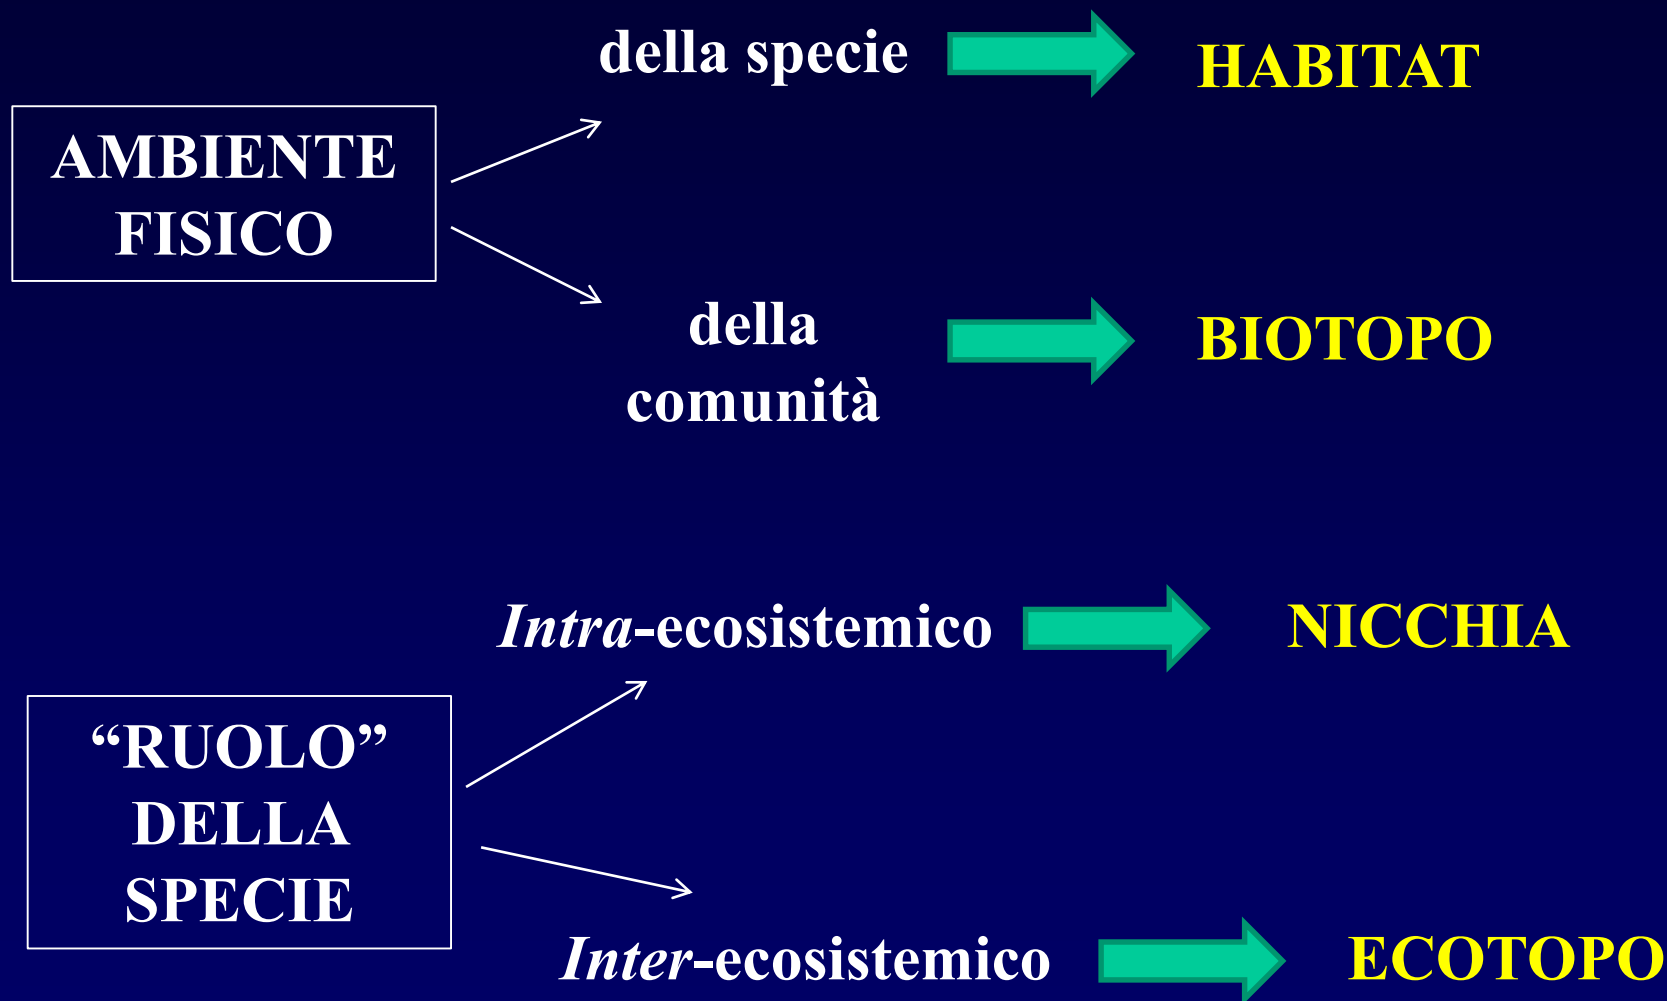 della specie
HABITAT
AMBIENTE
FISICO
della
comunità
BIOTOPO
Intra-ecosistemico
NICCHIA
“RUOLO”
DELLA
SPECIE
Inter-ecosistemico
ECOTOPO